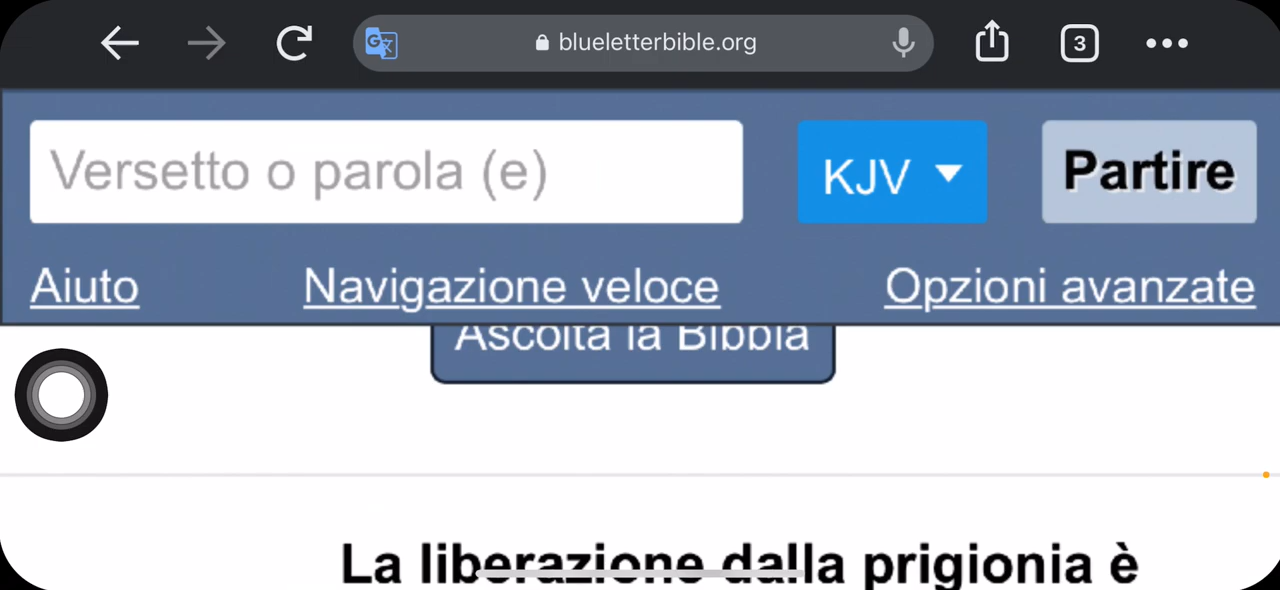 blueletterbible.org
3
Versetto o parola (e)
KJV
Partire
Aiuto
Navigazione veloce
Opzioni avanzate
Ascolta la Bibbia
La liberazione dalla prigionia è